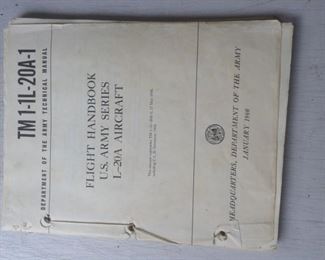 TM 1-1L-20A-1
DEPARTMENT OF THE ARMY TECHNICAL MANUAL
FLIGHT HANDBOOK
U.S. ARMY SERIES
L-20A AIRCRAFT
HEADQUARTERS, DEPARTMENT OF THE ARMY
JANUARY 1960